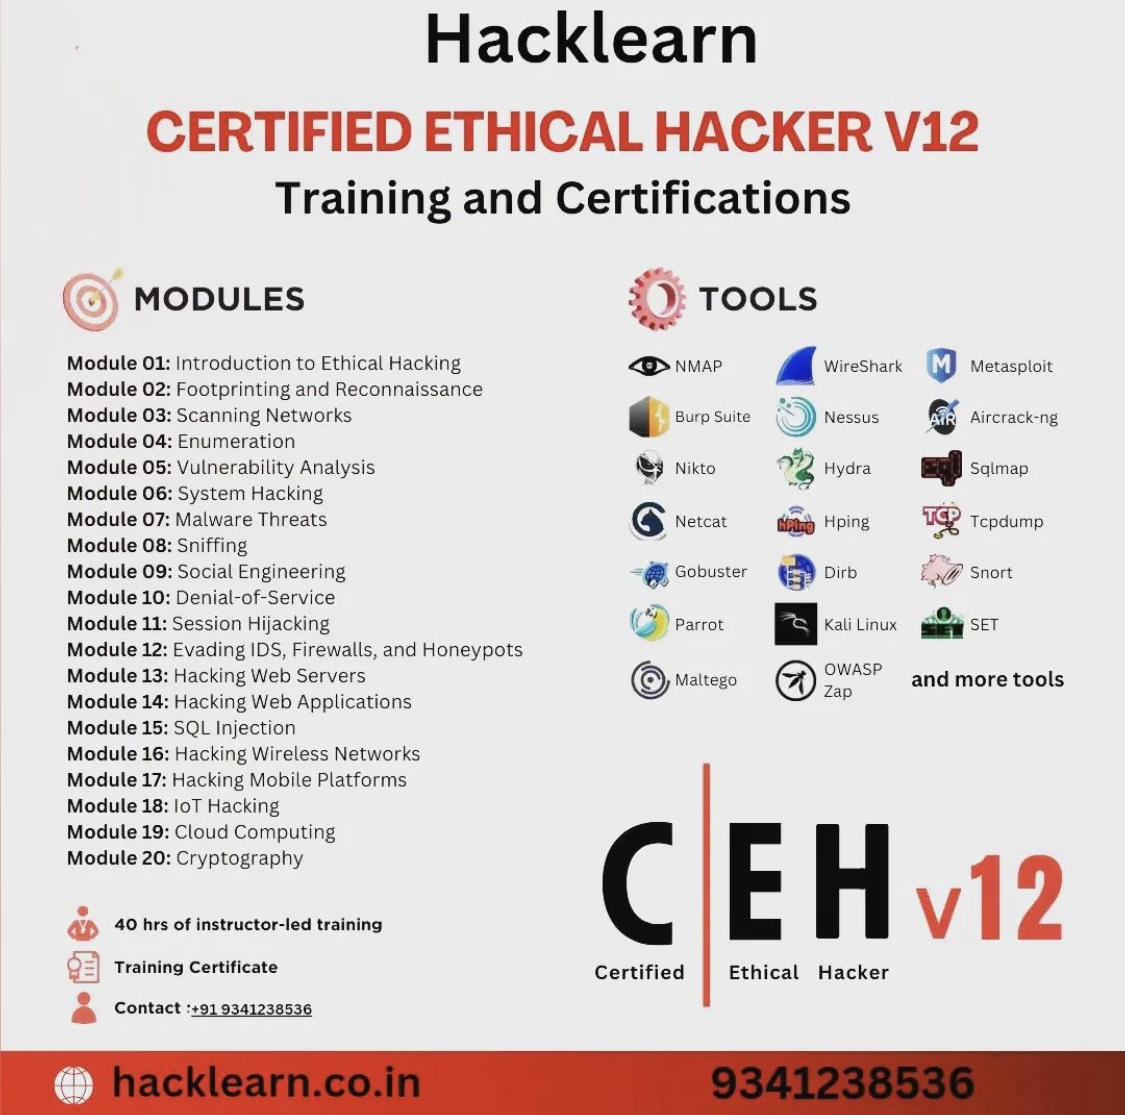 Hacklearn
CERTIFIED ETHICAL HACKER V12
Training and Certifications
MODULES
Module 01: Introduction to Ethical Hacking
Module 02: Footprinting and Reconnaissance
Module 03: Scanning Networks
Module 04: Enumeration
Module 05: Vulnerability Analysis
Module 06: System Hacking
Module 07: Malware Threats
Module 08: Sniffing
Module 09: Social Engineering
Module 10: Denial-of-Service
Module 11: Session Hijacking
Module 12: Evading IDS, Firewalls, and Honeypots
Module 13: Hacking Web Servers
Module 14: Hacking Web Applications
Module 15: SQL Injection
Module 16: Hacking Wireless Networks
Module 17: Hacking Mobile Platforms
Module 18: IoT Hacking
Module 19: Cloud Computing
Module 20: Cryptography
40 hrs of instructor-led training
Training Certificate
Contact :+91 9341238536
TOOLS
NMAP WireShark M Metasploit
Burp Suite Nessus AIR Aircrack-ng
Nikto Hydra sql Sqlmap
Netcat hPing Hping TCP Tcpdump
Gobuster Dirb Snort
Parrot Kali Linux SET SET
Maltego OWASP Zap and more tools
CEH v12
Certified Ethical Hacker
hacklearn.co.in 9341238536